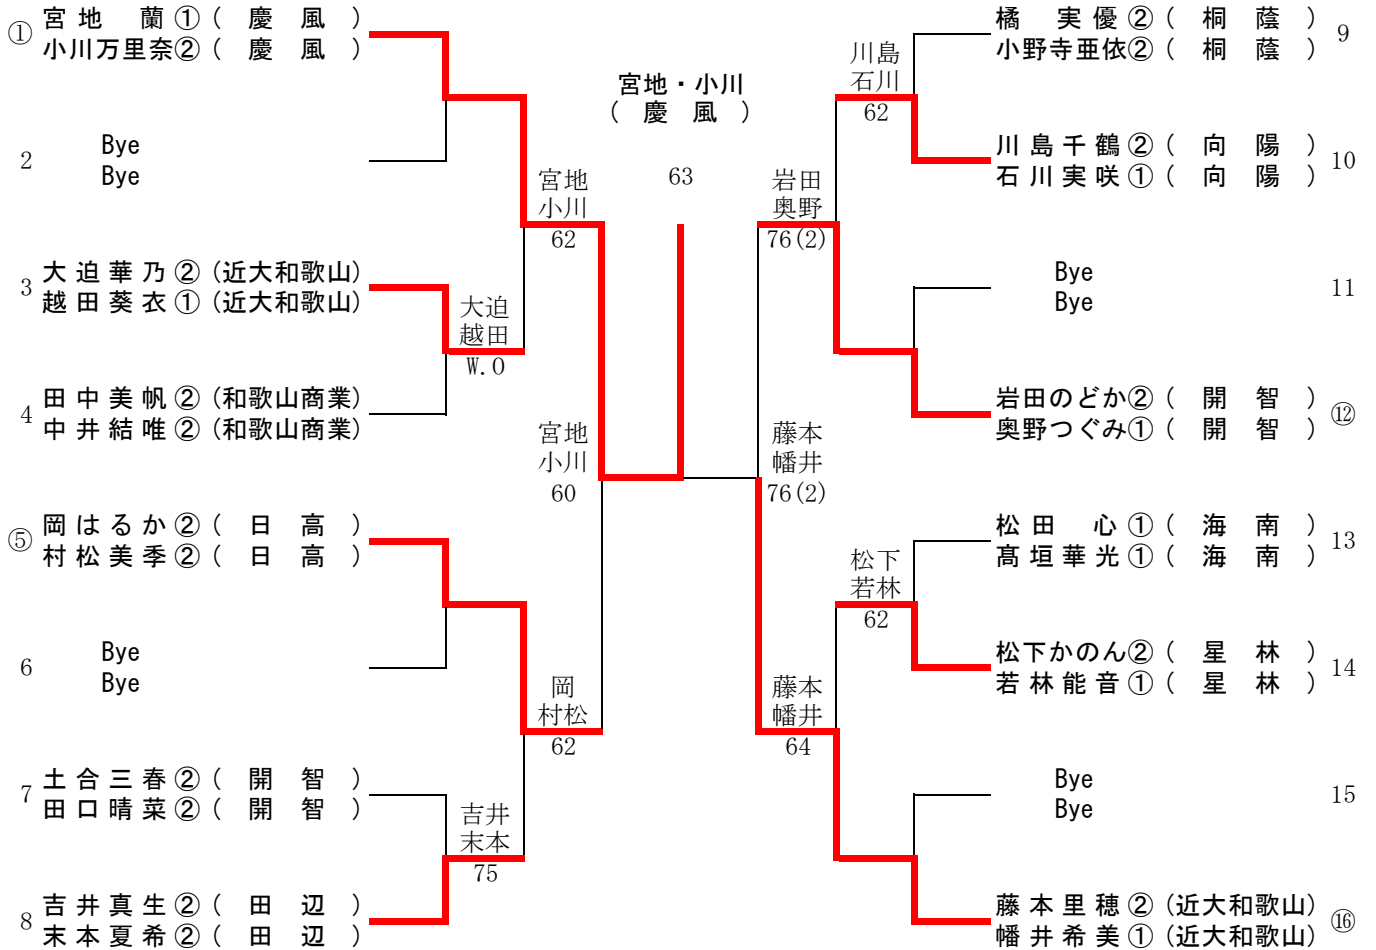 ① 宮地 蘭①(慶風)
小川万里奈②(慶風)
2 Bye
Bye
3 大迫華乃②(近大和歌山)
越田葵衣①(近大和歌山)
4 田中美帆②(和歌山商業)
中井結唯②(和歌山商業)
⑤ 岡はるか②(日高)
村松美季②(日高)
6 Bye
Bye
7 土合三春②(開智)
田口晴菜②(開智)
8 吉井真生②(田辺)
末本夏希②(田辺)
大迫
越田
W.O
吉井
末本
75
宮地
小川
62
岡
村松
62
宮地
小川
60
宮地・小川
(慶風)
63
岩田
奥野
76(2)
藤本
幡井
76(2)
藤本
幡井
64
川島
石川
62
松下
若林
62
橘 実優②(桐蔭) 9
小野寺亜依②(桐蔭)
川島千鶴②(向陽) 10
石川実咲①(向陽)
Bye 11
Bye
岩田のどか②(開智) ⑫
奥野つぐみ①(開智)
松田 心①(海南) 13
髙垣華光①(海南)
松下かのん②(星林) 14
若林能音①(星林)
Bye 15
Bye
藤本里穂②(近大和歌山) ⑯
幡井希美①(近大和歌山)